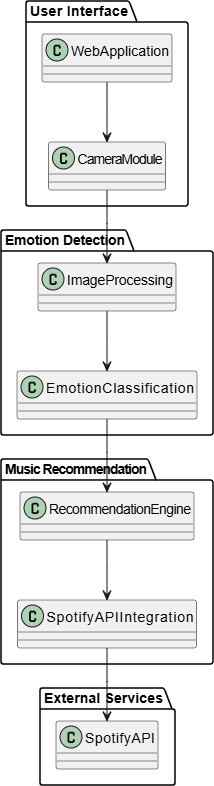 User Interface
C WebApplication
C CameraModule
Emotion Detection
C ImageProcessing
C EmotionClassification
Music Recommendation
C RecommendationEngine
C SpotifyAPIIntegration
External Services
C SpotifyAPI